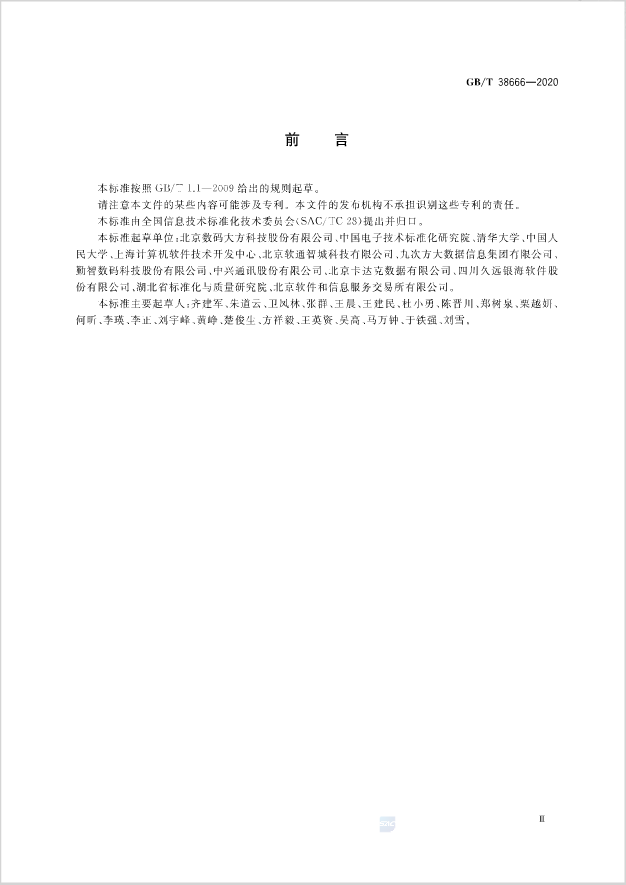 GB/T 38666—2020
前 言
本标准按照 GB/T 1.1—2009 给出的规则起草。
请注意本文件的某些内容可能涉及专利。本文件的发布机构不承担识别这些专利的责任。
本标准由全国信息技术标准化技术委员会(SAC/TC 28)提出并归口。
本标准起草单位:北京数码大方科技股份有限公司、中国电子技术标准化研究院、清华大学、中国人
民大学、上海计算机软件技术开发中心、北京软通智城科技有限公司、九次方大数据信息集团有限公司、
勤智数码科技股份有限公司、中兴通讯股份有限公司、北京卡达克数据有限公司、四川久远银海软件股
份有限公司、湖北省标准化与质量研究院、北京软件和信息服务交易所有限公司。
本标准主要起草人:齐建军、朱道云、卫凤林、张群、王晨、王建民、杜小勇、陈晋川、郑树泉、栗越妍、
何昕、李瑛、李正、刘宇峰、黄峥、楚俊生、方祥毅、王英贤、吴高、马万钟、于铁强、刘雪。
Ⅲ